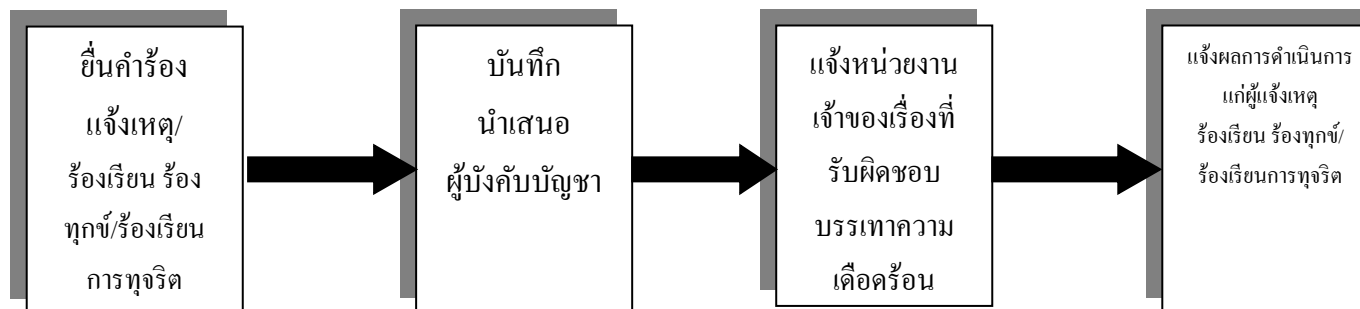 ยื่นคำร้อง
แจ้งเหตุ/
ร้องเรียน ร้อง
ทุกข์/ร้องเรียน
การทุจริต
บันทึก
นำเสนอ
ผู้บังคับบัญชา
แจ้งหน่วยงาน
เจ้าของเรื่องที่
รับผิดชอบ
บรรเทาความ
เดือดร้อน
แจ้งผลการดำเนินการ
แก่ผู้แจ้งเหตุ
ร้องเรียน ร้องทุกข์/
ร้องเรียนการทุจริต